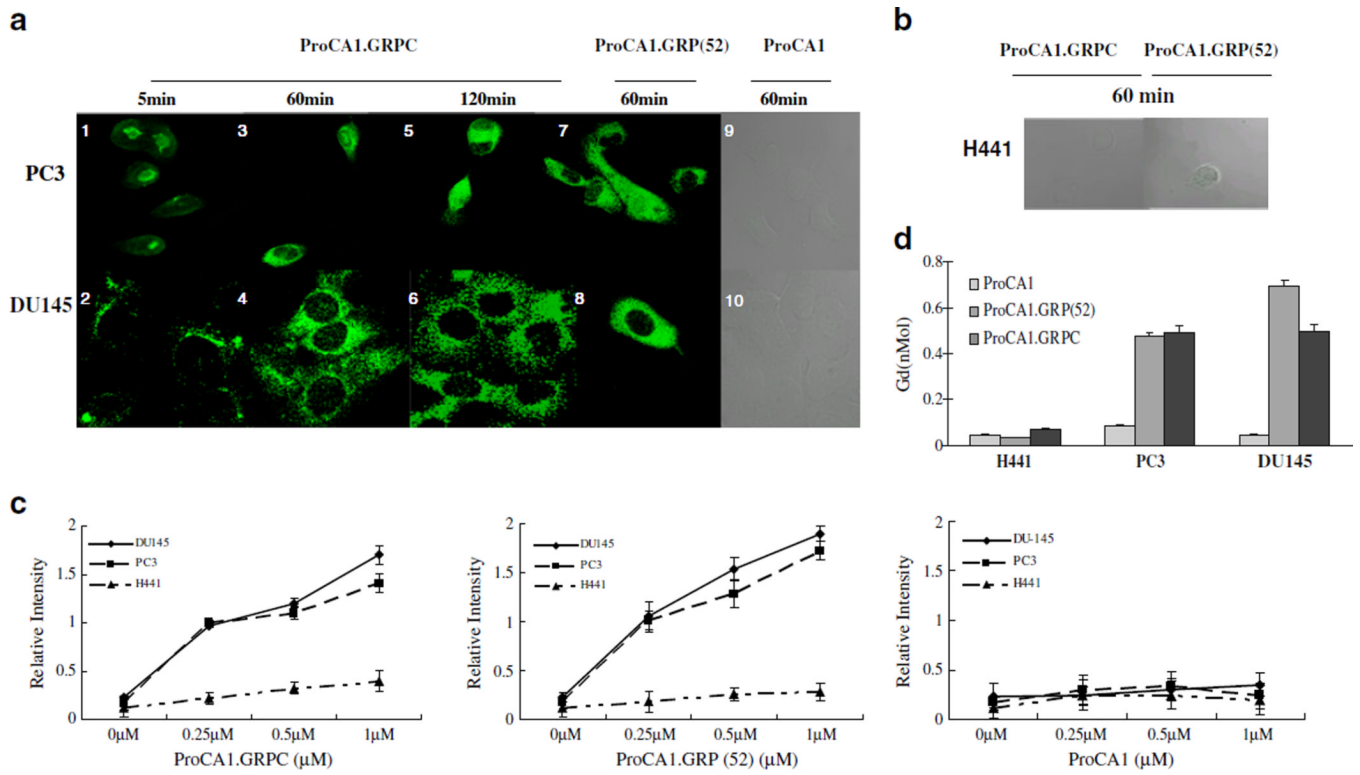 a
ProCA1.GRPC ProCA1.GRP(52) ProCA1
5min 60min 120min 60min 60min
PC3
1 3 5 7 9
DU145
2 4 6 8 10
b
ProCA1.GRPC ProCA1.GRP(52)
60 min
H441
d
Gd(nMol)
0.8
0.6
0.4
0.2
0
ProCA1
ProCA1.GRP(52)
ProCA1.GRPC
H441 PC3 DU145
c
Relative Intensity
2
1.5
1
0.5
0
DU145
PC3
H441
0µM 0.25µM 0.5µM 1µM
ProCA1.GRPC (µM)
Relative Intensity
2
1.5
1
0.5
0
DU145
PC3
H441
0µM 0.25µM 0.5µM 1µM
ProCA1.GRP (52) (µM)
Relative Intensity
2
1.5
1
0.5
0
DU-145
PC3
H441
0µM 0.25µM 0.5µM 1µM
ProCA1 (µM)